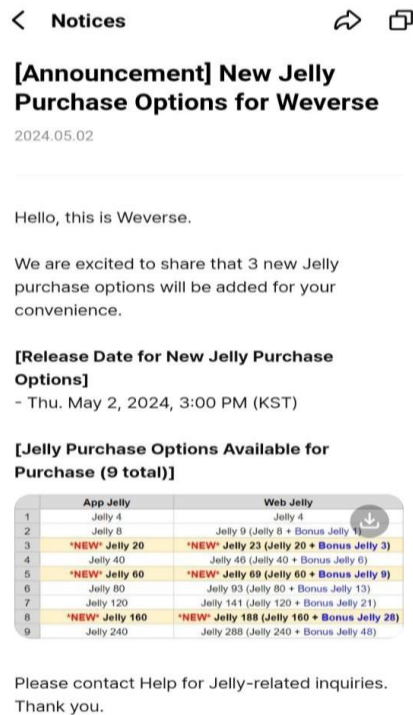 Notices
[Announcement] New Jelly
Purchase Options for Weverse
2024.05.02
Hello, this is Weverse.
We are excited to share that 3 new Jelly
purchase options will be added for your
convenience.
[Release Date for New Jelly Purchase
Options]
- Thu. May 2, 2024, 3:00 PM (KST)
[Jelly Purchase Options Available for
Purchase (9 total)]
App Jelly Web Jelly
1 Jelly 4 Jelly 4
2 Jelly 8 Jelly 9 (Jelly 8 + Bonus Jelly 1)
3 *NEW* Jelly 20 *NEW* Jelly 23 (Jelly 20 + Bonus Jelly 3)
4 Jelly 40 Jelly 46 (Jelly 40 + Bonus Jelly 6)
5 *NEW* Jelly 60 *NEW* Jelly 69 (Jelly 60 + Bonus Jelly 9)
6 Jelly 80 Jelly 93 (Jelly 80 + Bonus Jelly 13)
7 Jelly 120 Jelly 141 (Jelly 120 + Bonus Jelly 21)
8 *NEW* Jelly 160 *NEW* Jelly 188 (Jelly 160 + Bonus Jelly 28)
9 Jelly 240 Jelly 288 (Jelly 240 + Bonus Jelly 48)
Please contact Help for Jelly-related inquiries.
Thank you.